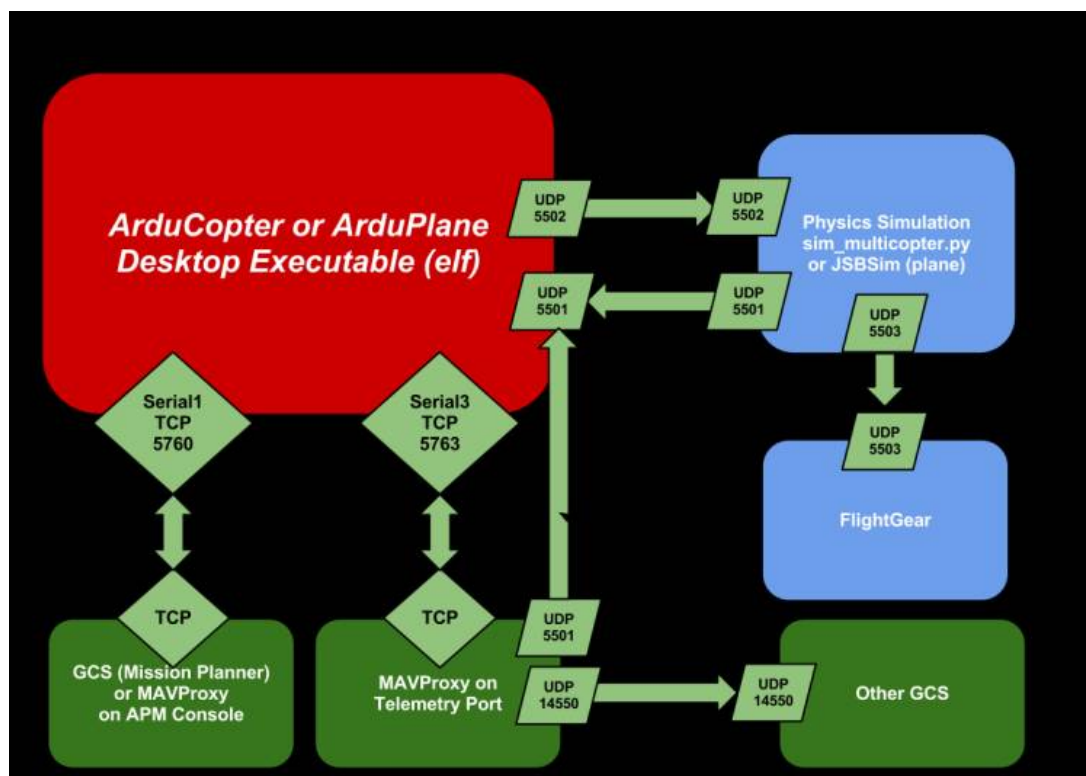 ArduCopter or ArduPlane
Desktop Executable (elf)
UDP
5502
UDP
5502
Physics Simulation
sim_multicopter.py
or JSBSim (plane)
UDP
5501
UDP
5501
UDP
5503
Serial1
TCP
5760
Serial3
TCP
5763
UDP
5503
FlightGear
TCP
GCS (Mission Planner)
or MAVProxy
on APM Console
TCP
MAVProxy on
Telemetry Port
UDP
5501
UDP
14550
UDP
14550
Other GCS